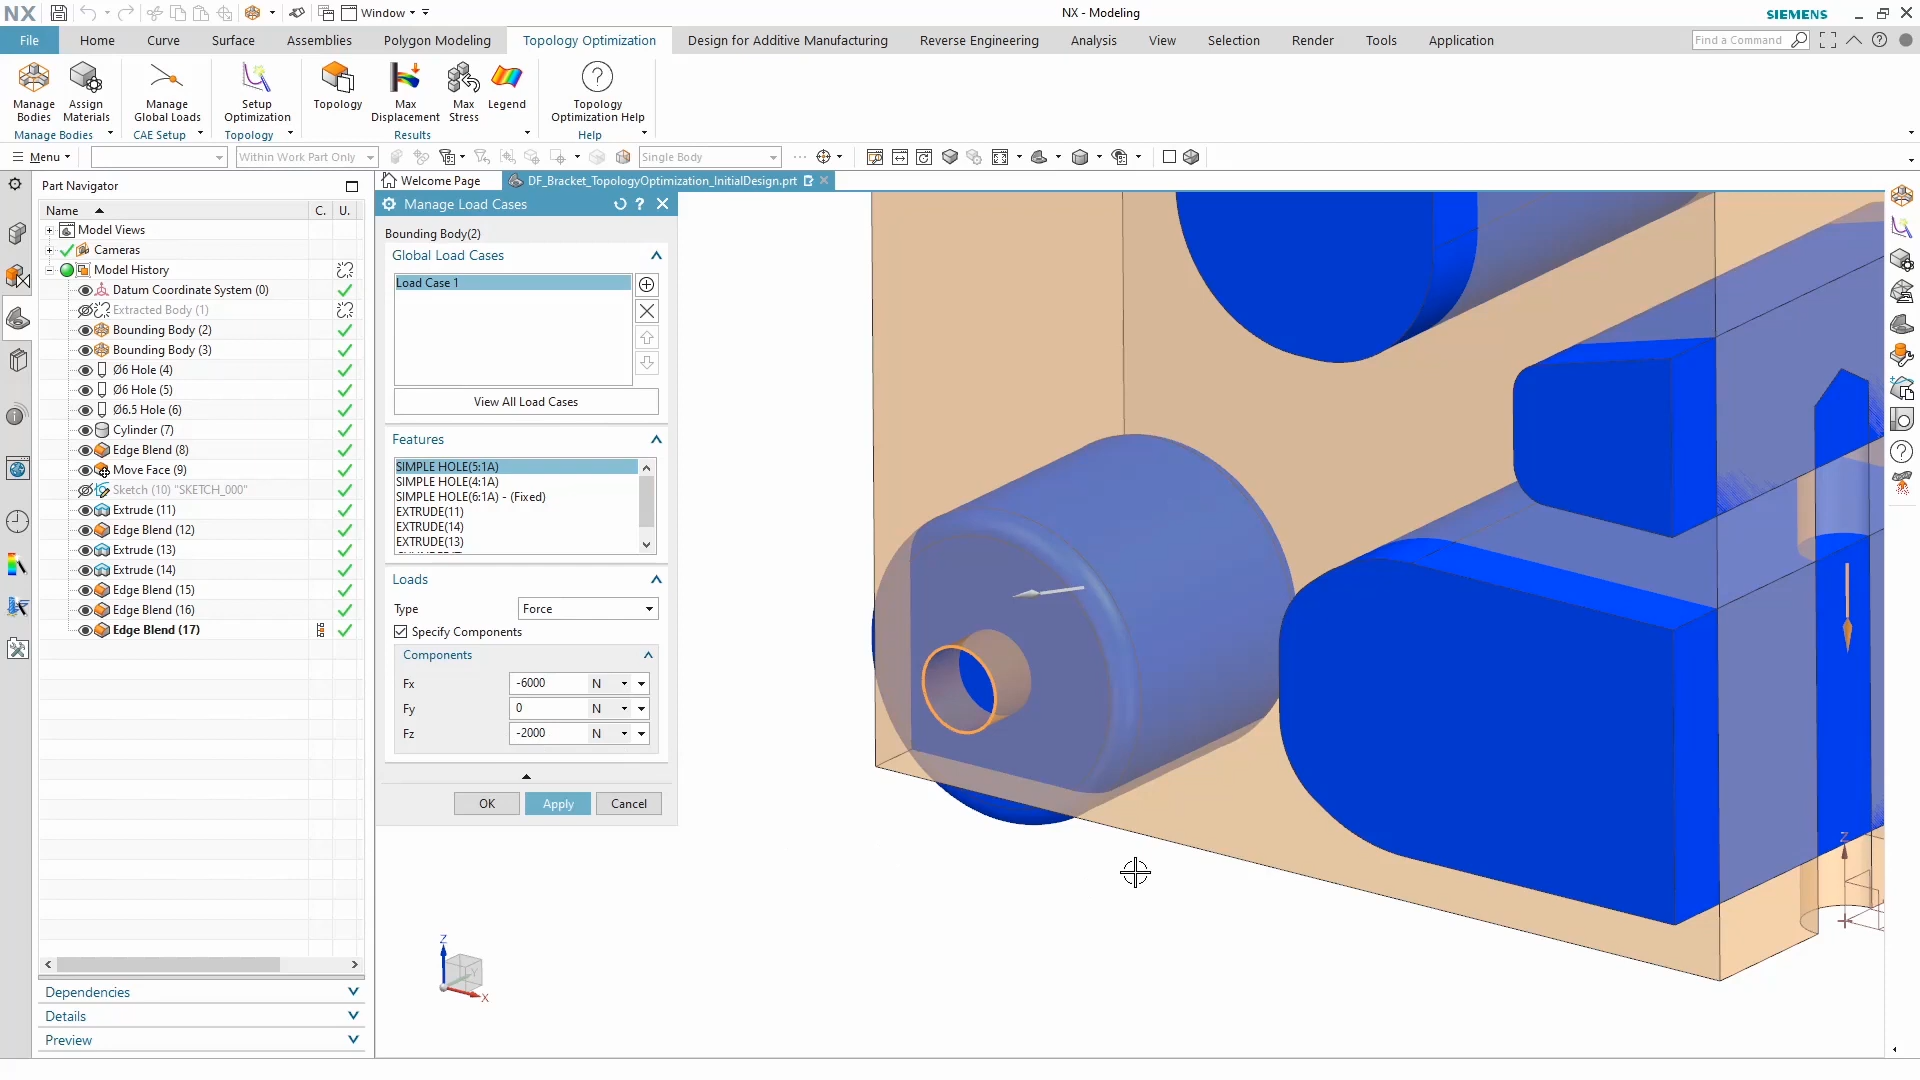 NX
Window
NX - Modeling
SIEMENS
File
Home
Curve
Surface
Assemblies
Polygon Modeling
Topology Optimization
Design for Additive Manufacturing
Reverse Engineering
Analysis
View
Selection
Render
Tools
Application
Find a Command
Manage Bodies
Assign Materials
Manage Global Loads
Setup Optimization
Topology
Max Displacement
Max Stress
Legend
Topology Optimization Help
Manage Bodies
CAE Setup
Topology
Results
Help
Menu
Within Work Part Only
Single Body
Part Navigator
Welcome Page
DF_Bracket_TopologyOptimization_InitialDesign.prt
Name
C.
U.
Model Views
Cameras
Model History
Datum Coordinate System (0)
Extracted Body (1)
Bounding Body (2)
Bounding Body (3)
Ø6 Hole (4)
Ø6 Hole (5)
Ø6.5 Hole (6)
Cylinder (7)
Edge Blend (8)
Move Face (9)
Sketch (10) "SKETCH_000"
Extrude (11)
Edge Blend (12)
Extrude (13)
Extrude (14)
Edge Blend (15)
Edge Blend (16)
Edge Blend (17)
Dependencies
Details
Preview
Manage Load Cases
Bounding Body(2)
Global Load Cases
Load Case 1
View All Load Cases
Features
SIMPLE HOLE(5:1A)
SIMPLE HOLE(4:1A)
SIMPLE HOLE(6:1A) - (Fixed)
EXTRUDE(11)
EXTRUDE(14)
EXTRUDE(13)
Loads
Type
Force
Specify Components
Components
Fx
-6000
N
Fy
0
N
Fz
-2000
N
OK
Apply
Cancel
Z
Y
X
Z